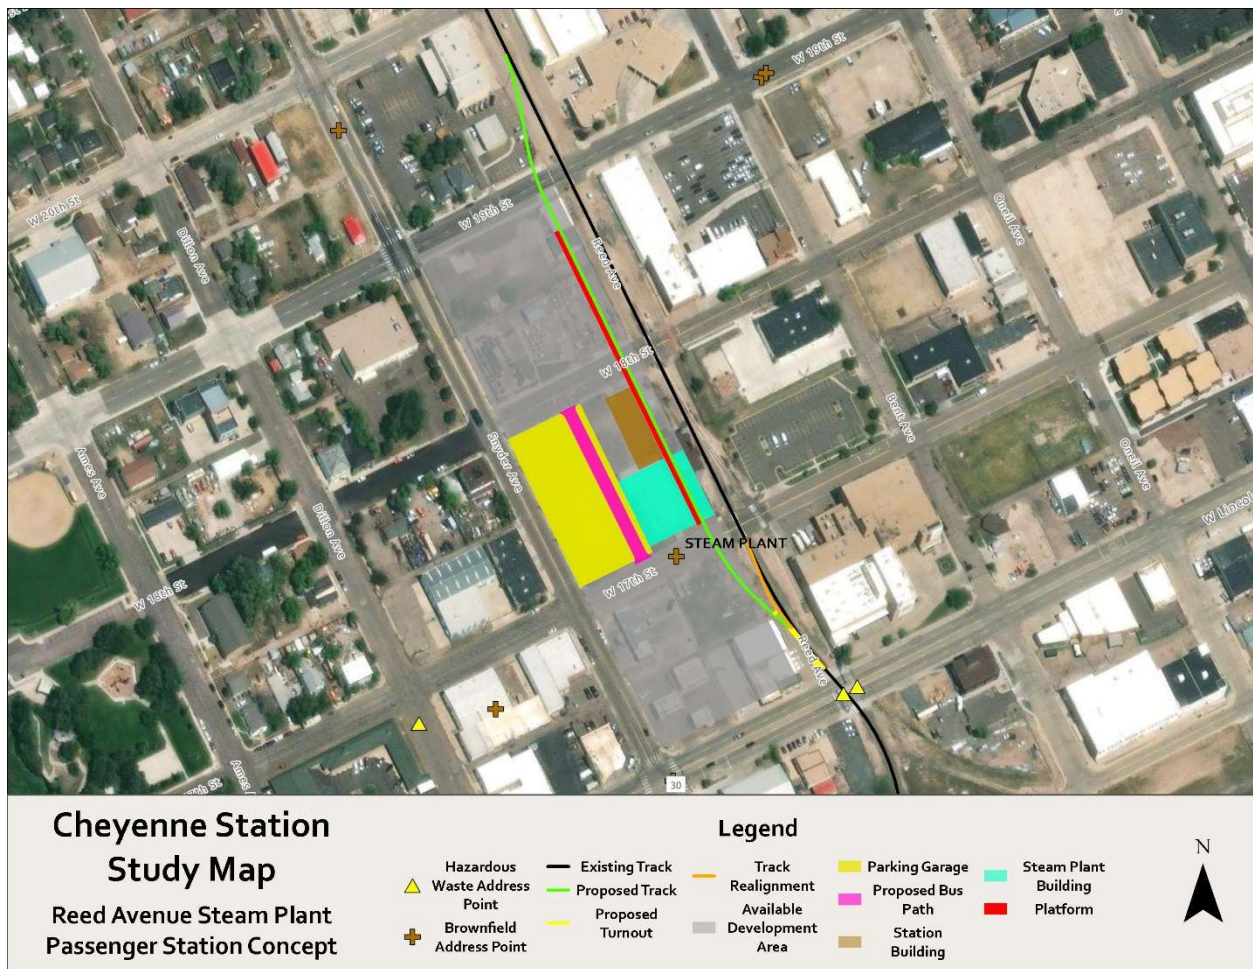 W 19th St
W 20th St
W 19th St
Dillon Ave
Reed Ave
Oneil Ave
W 18th St
Bent Ave
Snyder Ave
Ames Ave
Oneil Ave
W Lincol
Dillon Ave
STEAM PLANT
W 18th St
W 17th St
Reed Ave
Ames A
7th St
30
Cheyenne Station
Study Map
Reed Avenue Steam Plant
Passenger Station Concept
Legend
Hazardous
Waste Address
Point
Brownfield
Address Point
Existing Track
Proposed Track
Proposed
Turnout
Track
Realignment
Available
Development
Area
Parking Garage
Proposed Bus
Path
Station
Building
Steam Plant
Building
Platform
N